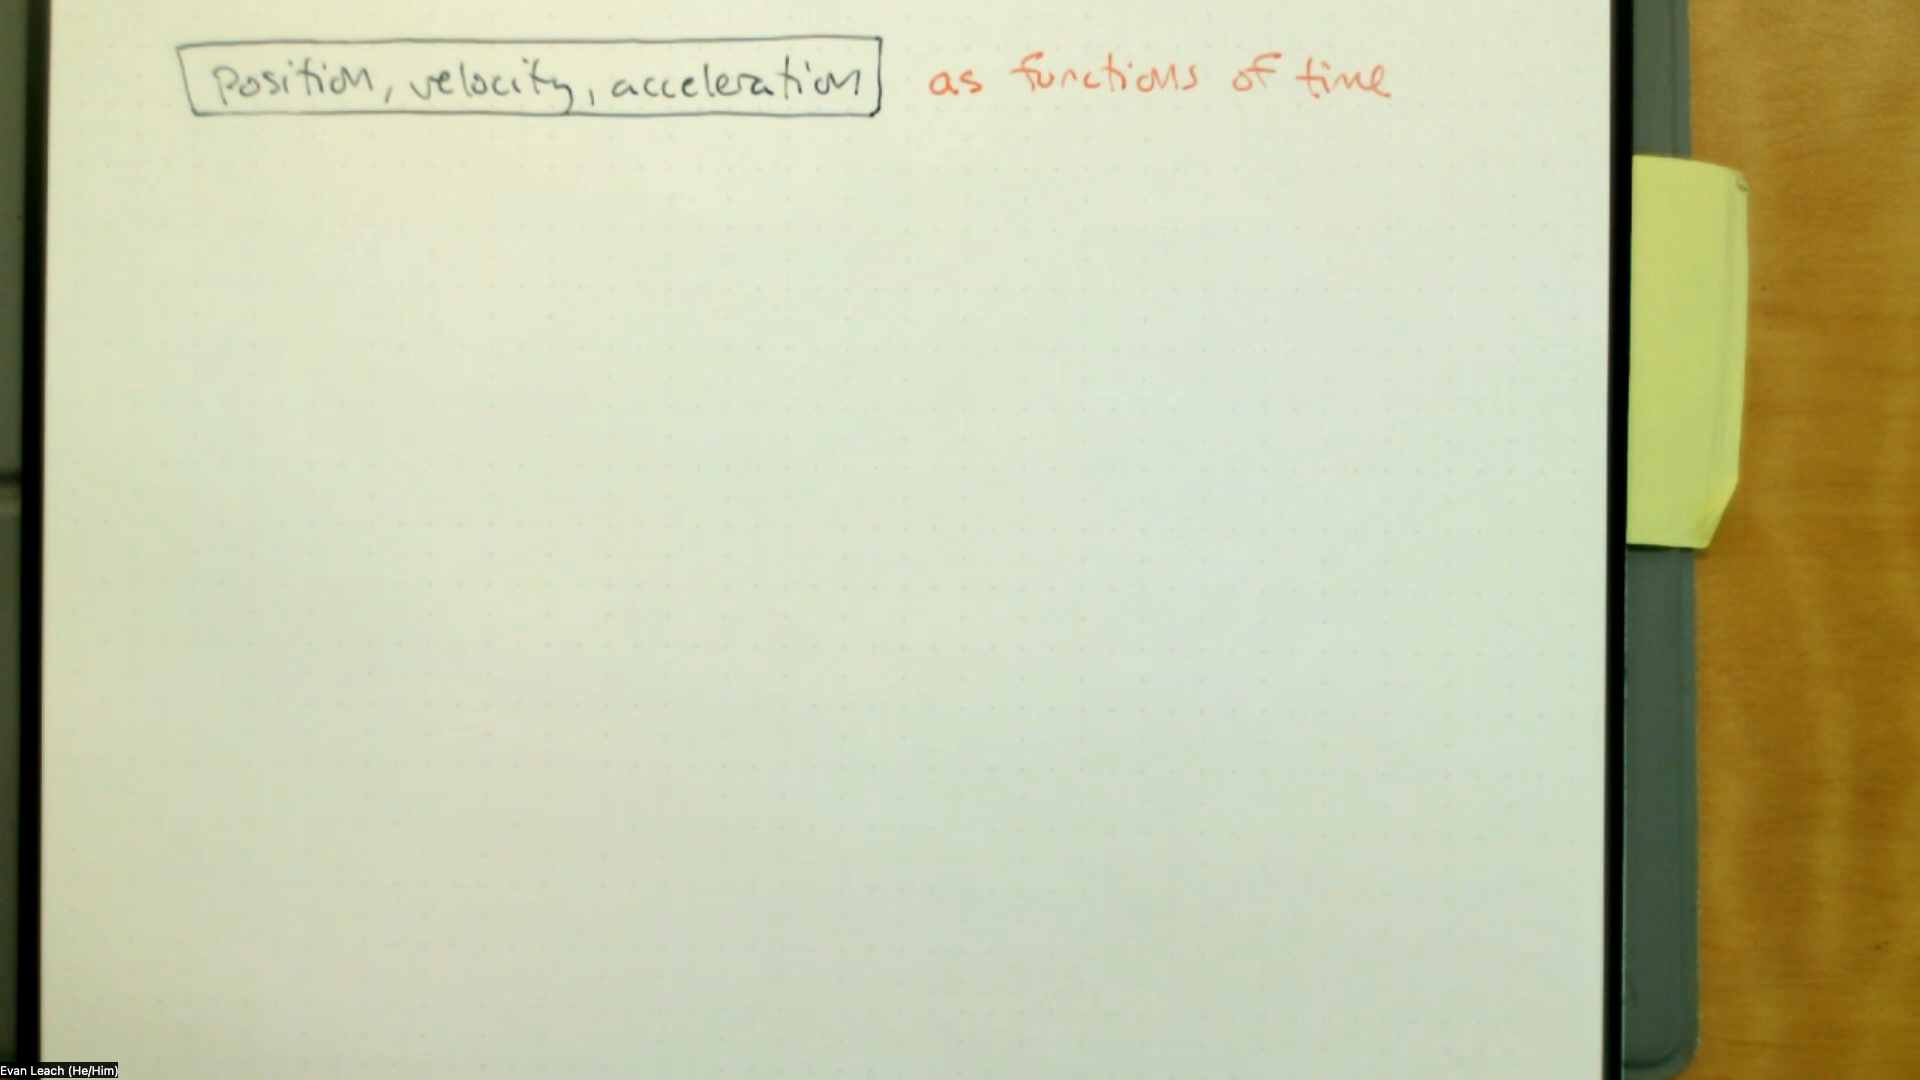 Position, velocity, acceleration as functions of time
Evan Leach (He/Him)